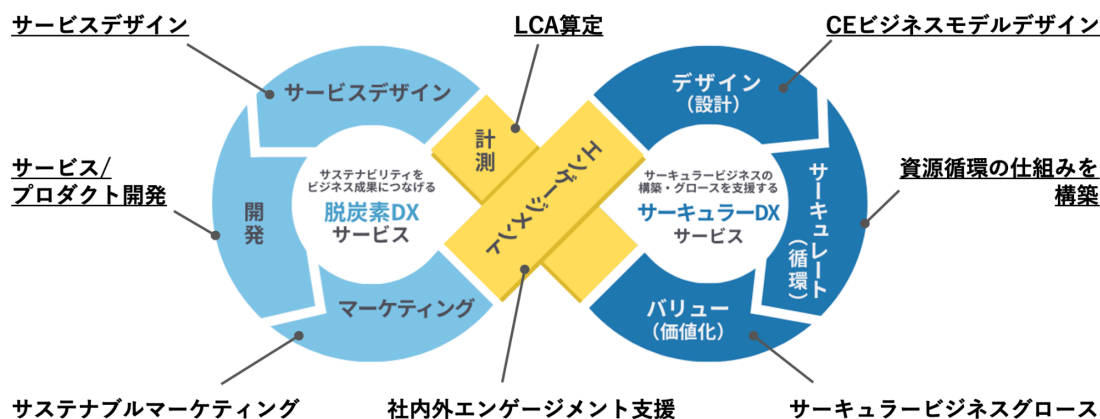 サービスデザイン
LCA算定
CEビジネスモデルデザイン
サービスデザイン
デザイン
（設計）
計測
エンゲージメント
サービス/
プロダクト開発
サステナビリティを
ビジネス成果につなげる
脱炭素DX
サービス
サーキュラービジネスの
構築・グロースを支援する
サーキュラーDX
サービス
サーキュレート
（循環）
資源循環の仕組みを
構築
開発
マーケティング
バリュー
（価値化）
サステナブルマーケティング
社内外エンゲージメント支援
サーキュラービジネスグロース